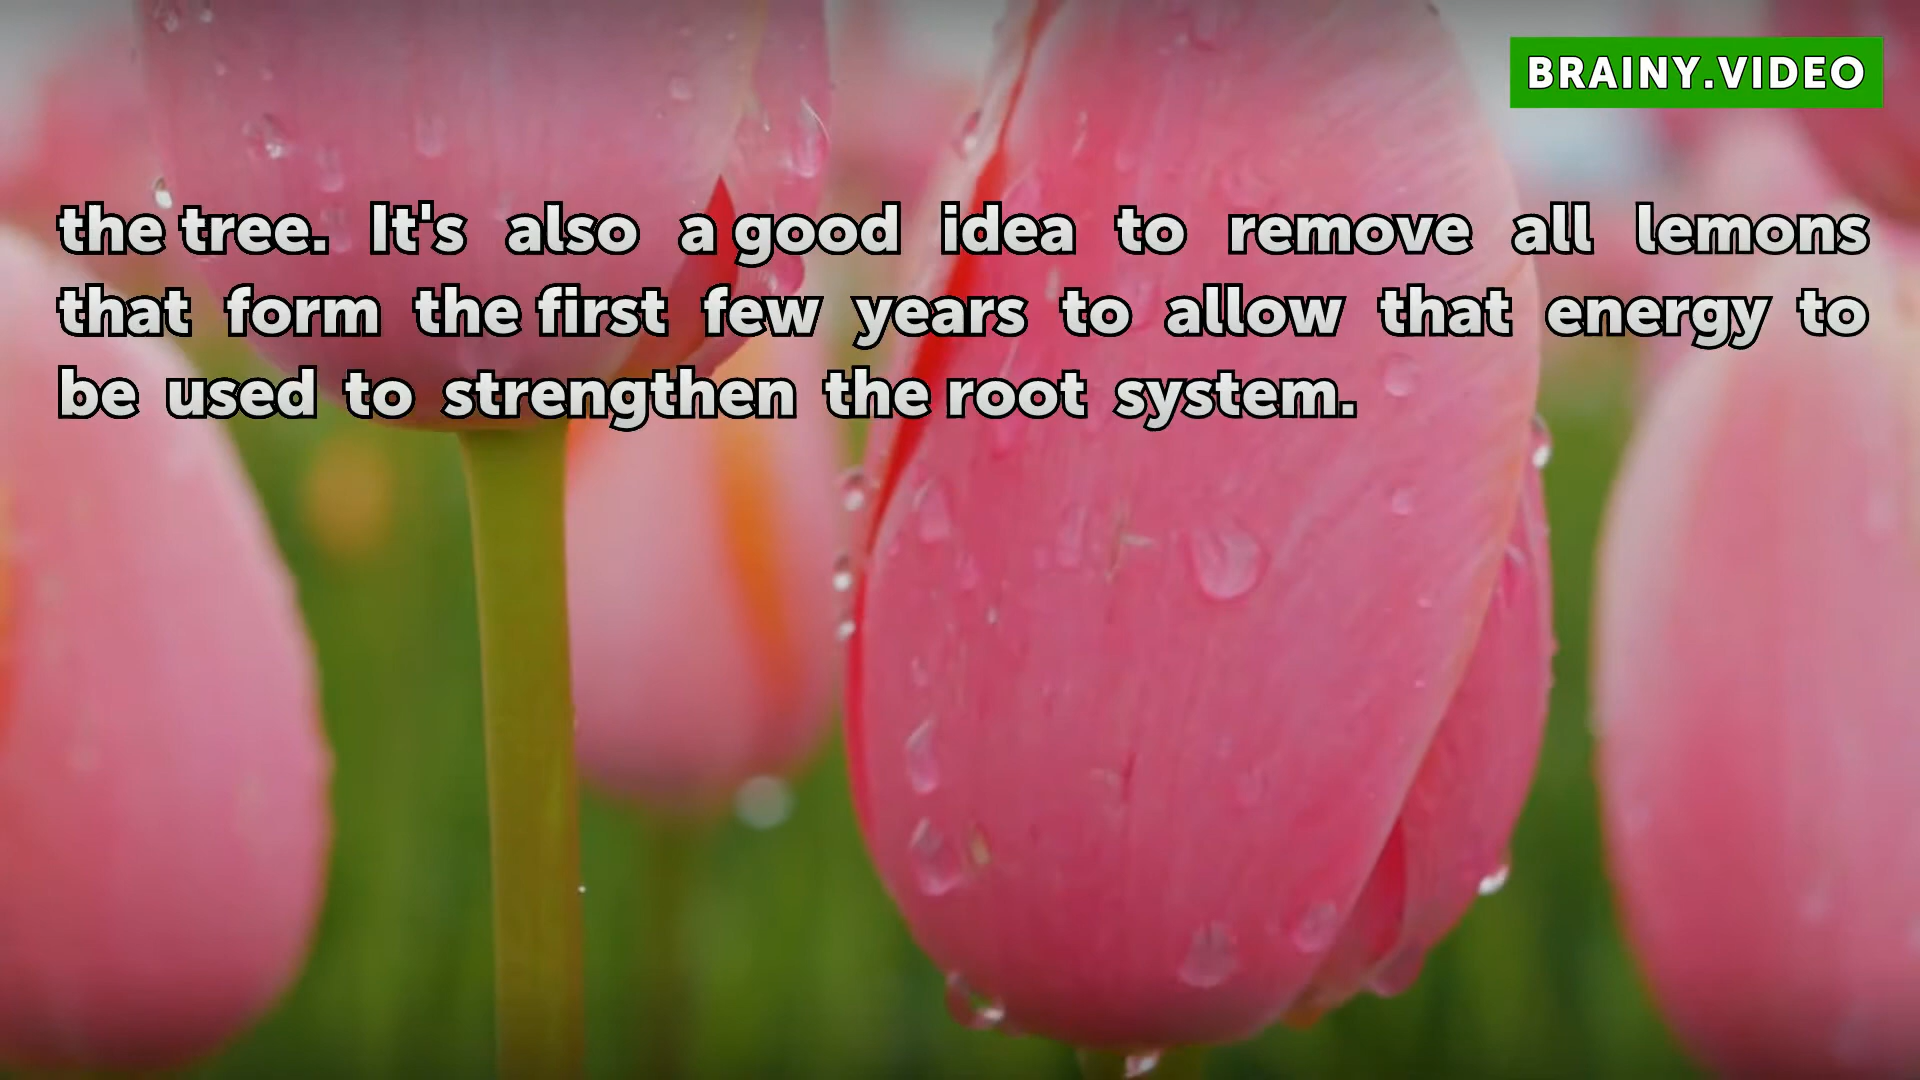 BRAINY.VIDEO
the tree. It's also a good idea to remove all lemons
that form the first few years to allow that energy to
be used to strengthen the root system.